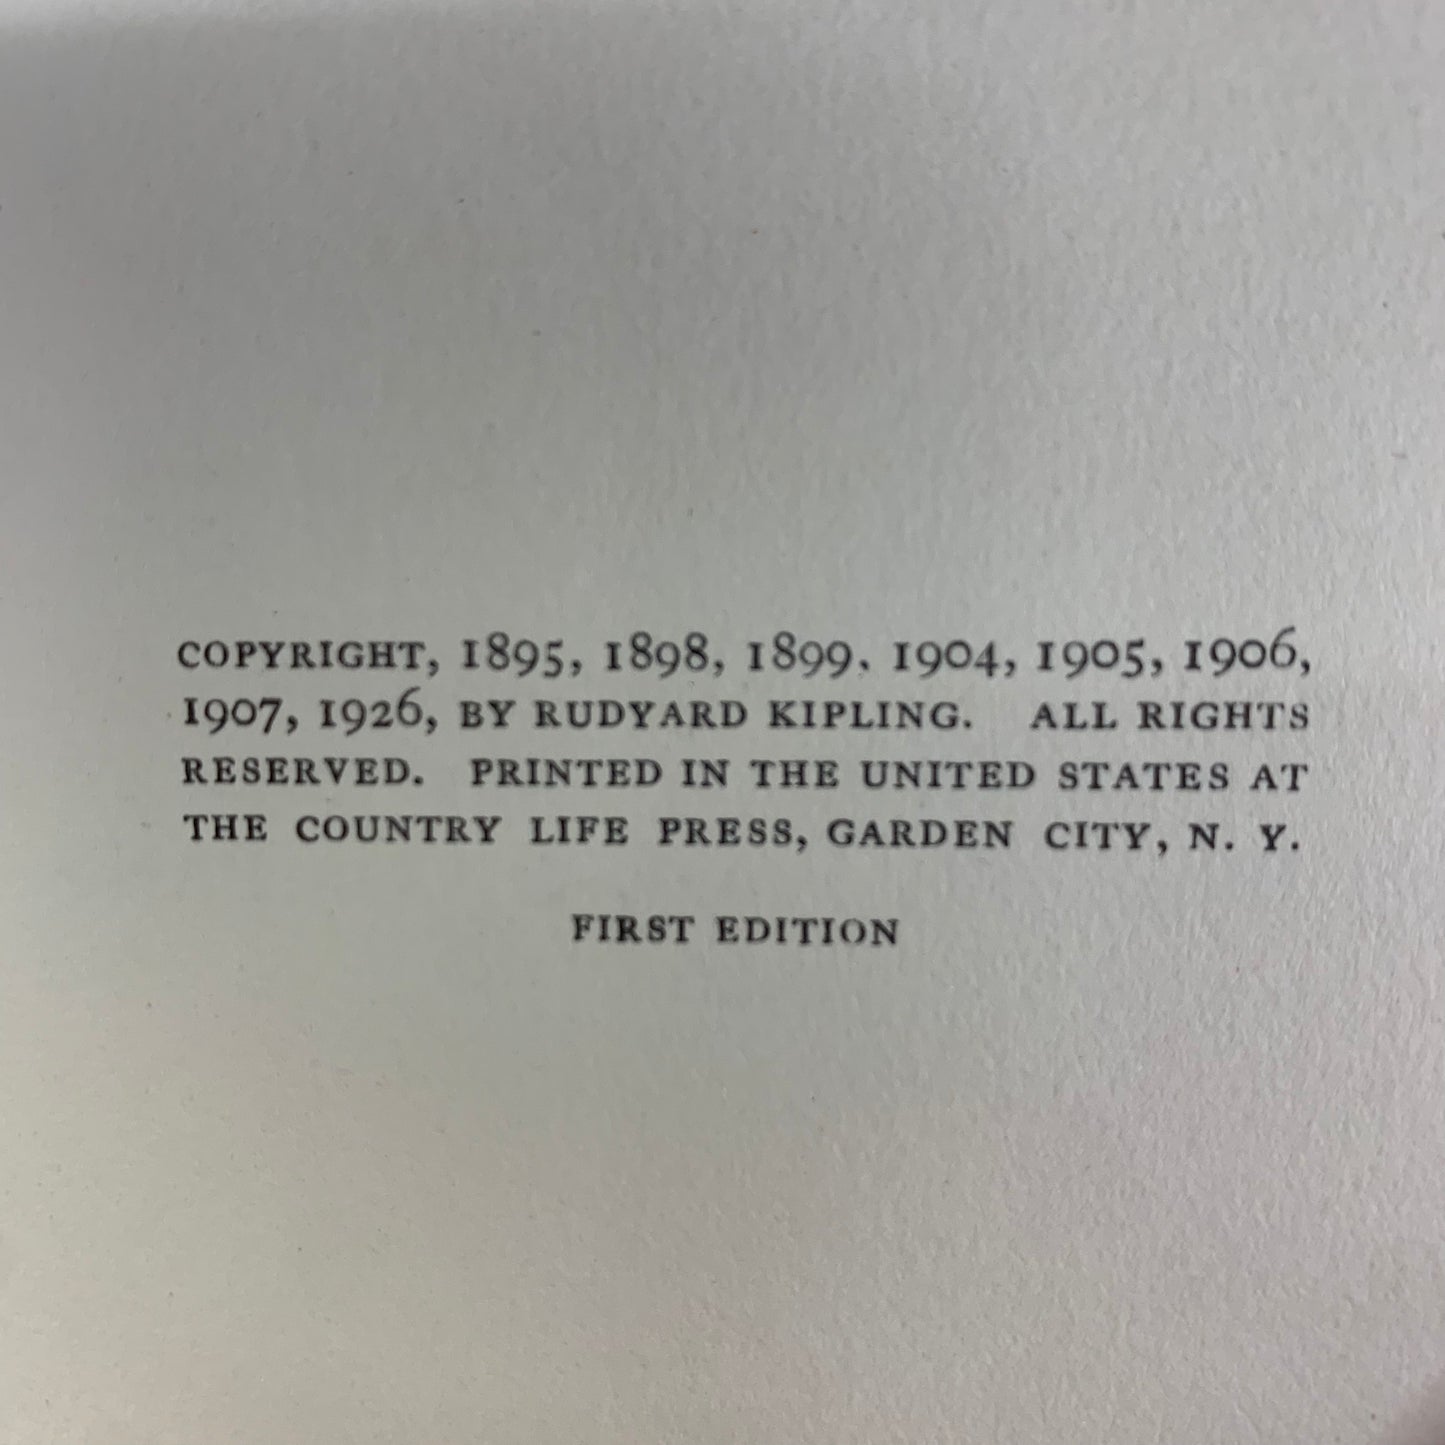 COPYRIGHT, 1895, 1898, 1899. 1904, 1905, 1906,
1907, 1926, BY RUDYARD KIPLING. ALL RIGHTS
RESERVED. PRINTED IN THE UNITED STATES AT
THE COUNTRY LIFE PRESS, GARDEN CITY, N. Y.
FIRST EDITION